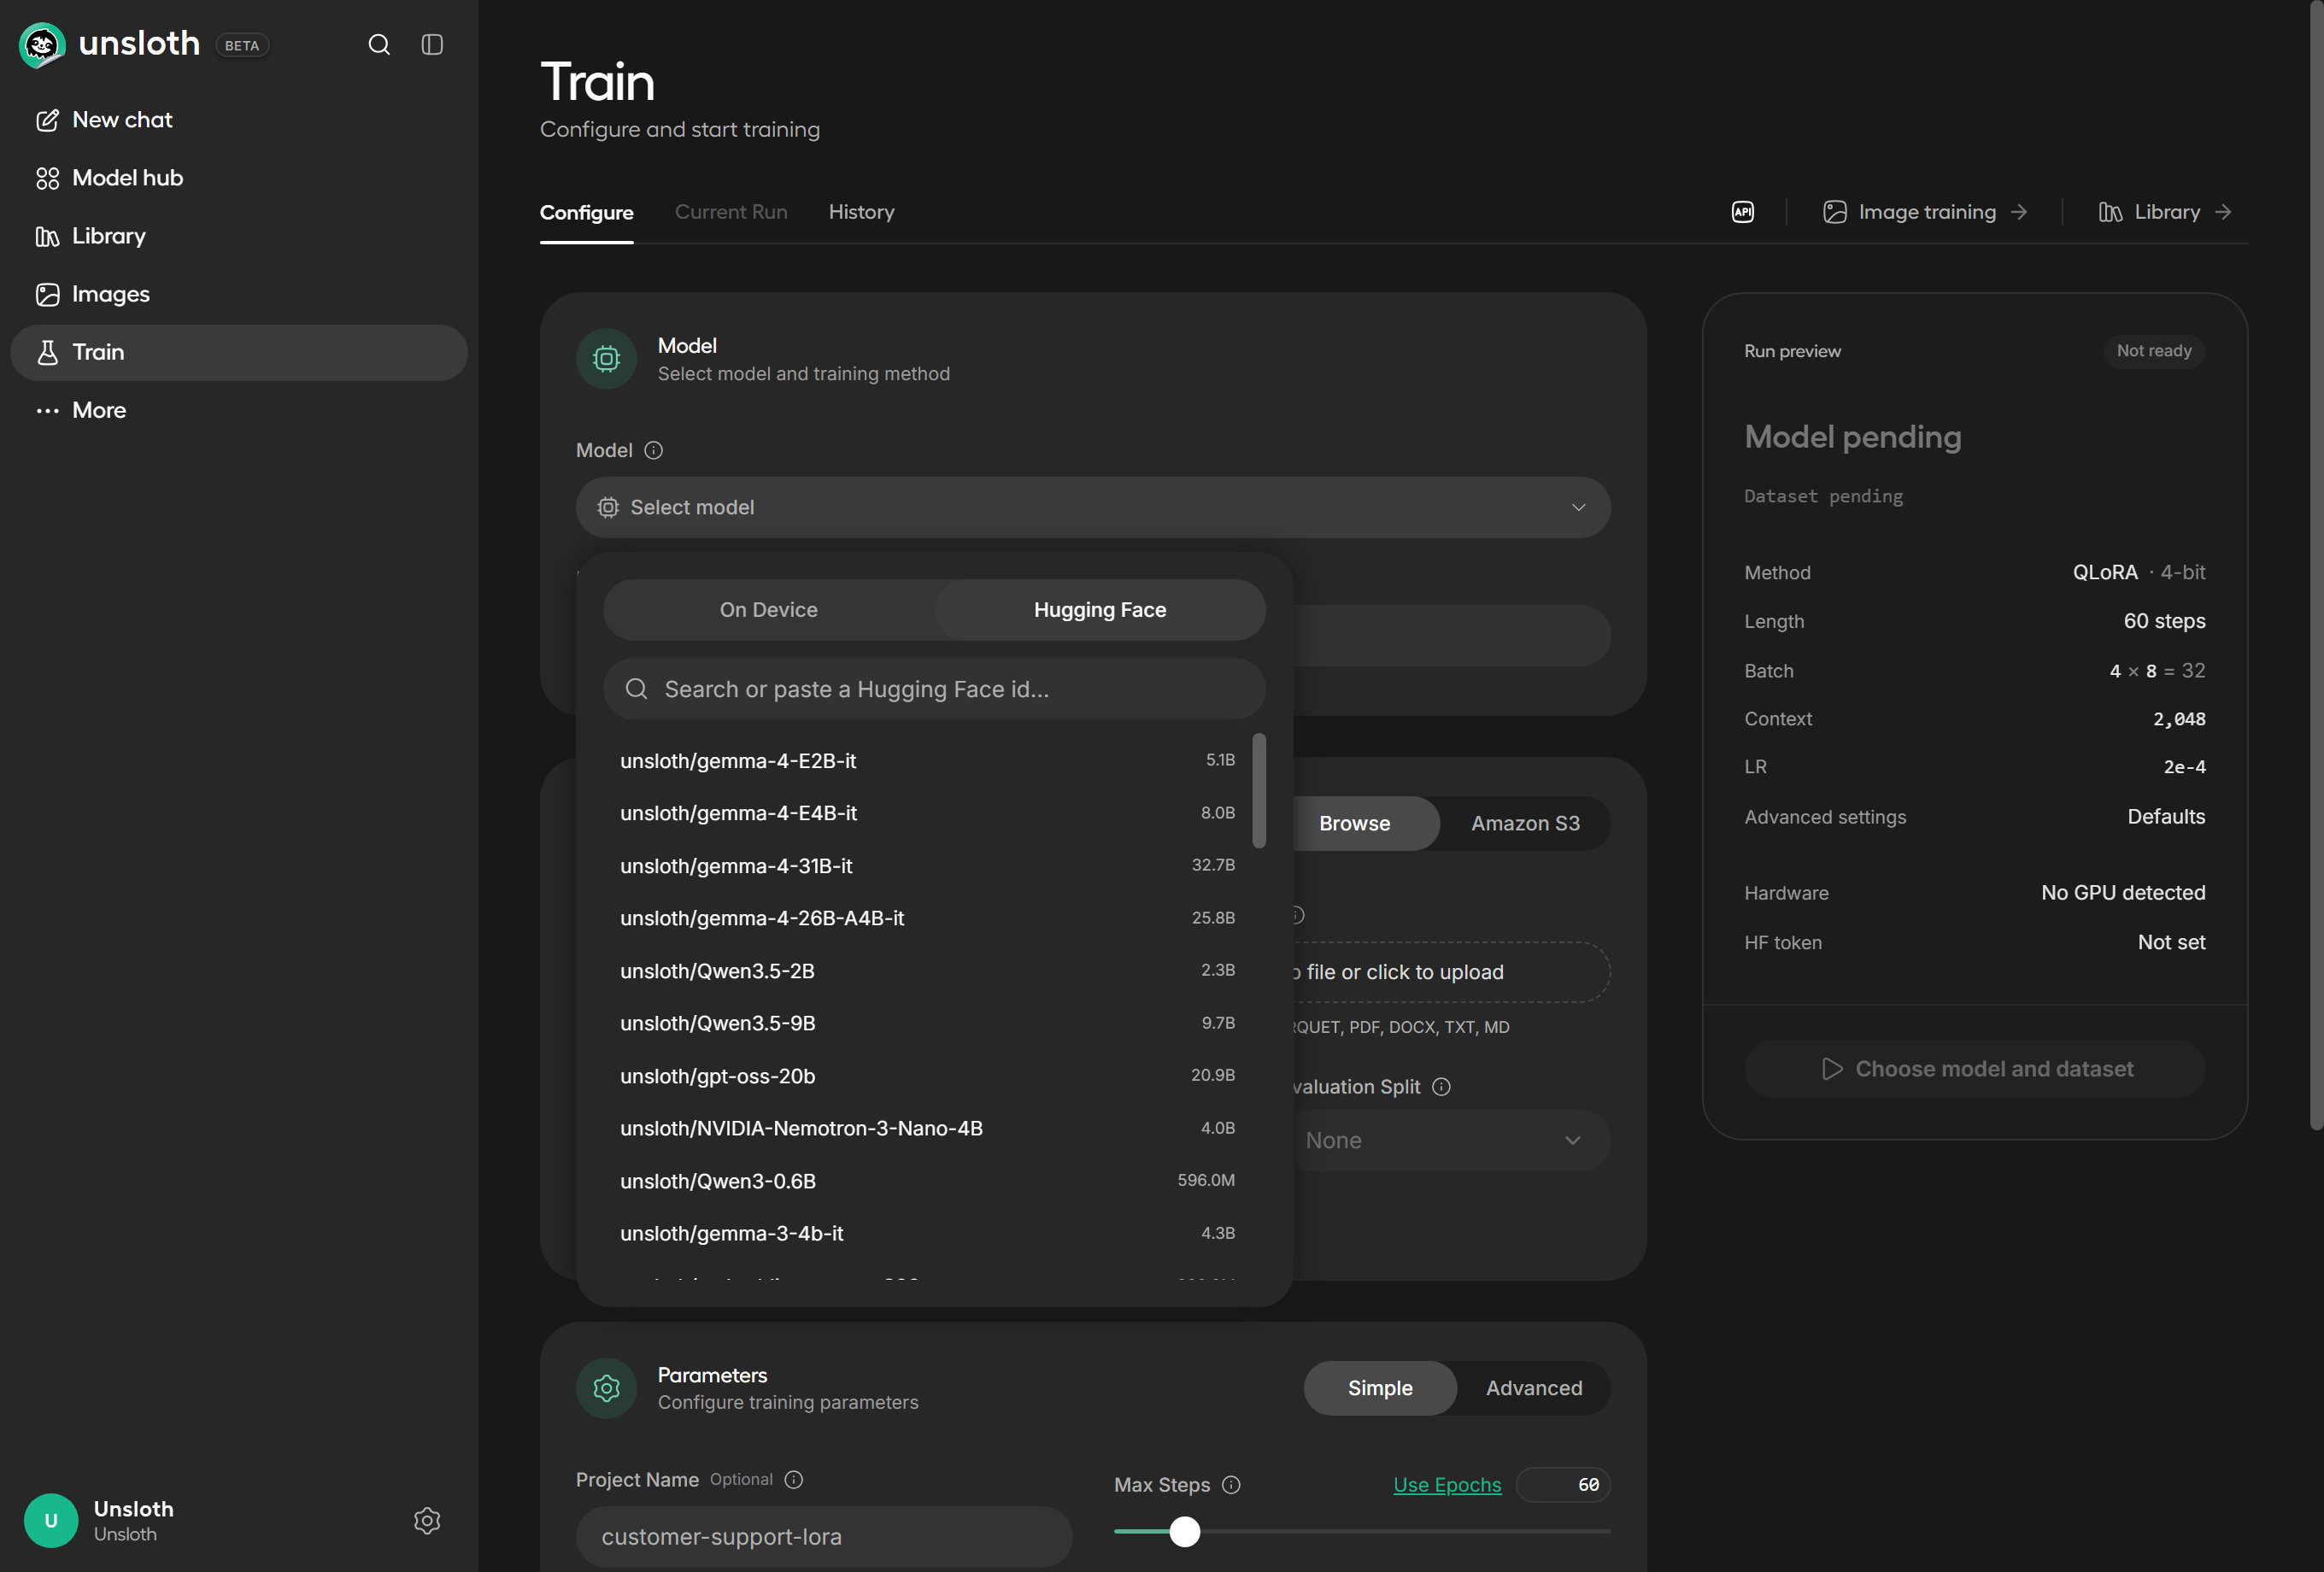 unsloth BETA
New chat
Model hub
Library
Images
Train
More
Unsloth
U
Unsloth
Train
Configure and start training
Configure
Current Run
History
API
Image training
Library
Model
Select model and training method
Model
Select model
On Device
Hugging Face
Search or paste a Hugging Face id...
unsloth/gemma-4-E2B-it 5.1B
unsloth/gemma-4-E4B-it 8.0B
unsloth/gemma-4-31B-it 32.7B
unsloth/gemma-4-26B-A4B-it 25.8B
unsloth/Qwen3.5-2B 2.3B
unsloth/Qwen3.5-9B 9.7B
unsloth/gpt-oss-20b 20.9B
unsloth/NVIDIA-Nemotron-3-Nano-4B 4.0B
unsloth/Qwen3-0.6B 596.0M
unsloth/gemma-3-4b-it 4.3B
Browse
Amazon S3
file or click to upload
RQUET, PDF, DOCX, TXT, MD
valuation Split
None
Parameters
Configure training parameters
Simple
Advanced
Project Name Optional
customer-support-lora
Max Steps
Use Epochs
60
Run preview
Not ready
Model pending
Dataset pending
Method QLoRA · 4-bit
Length 60 steps
Batch 4 × 8 = 32
Context 2,048
LR 2e-4
Advanced settings Defaults
Hardware No GPU detected
HF token Not set
Choose model and dataset